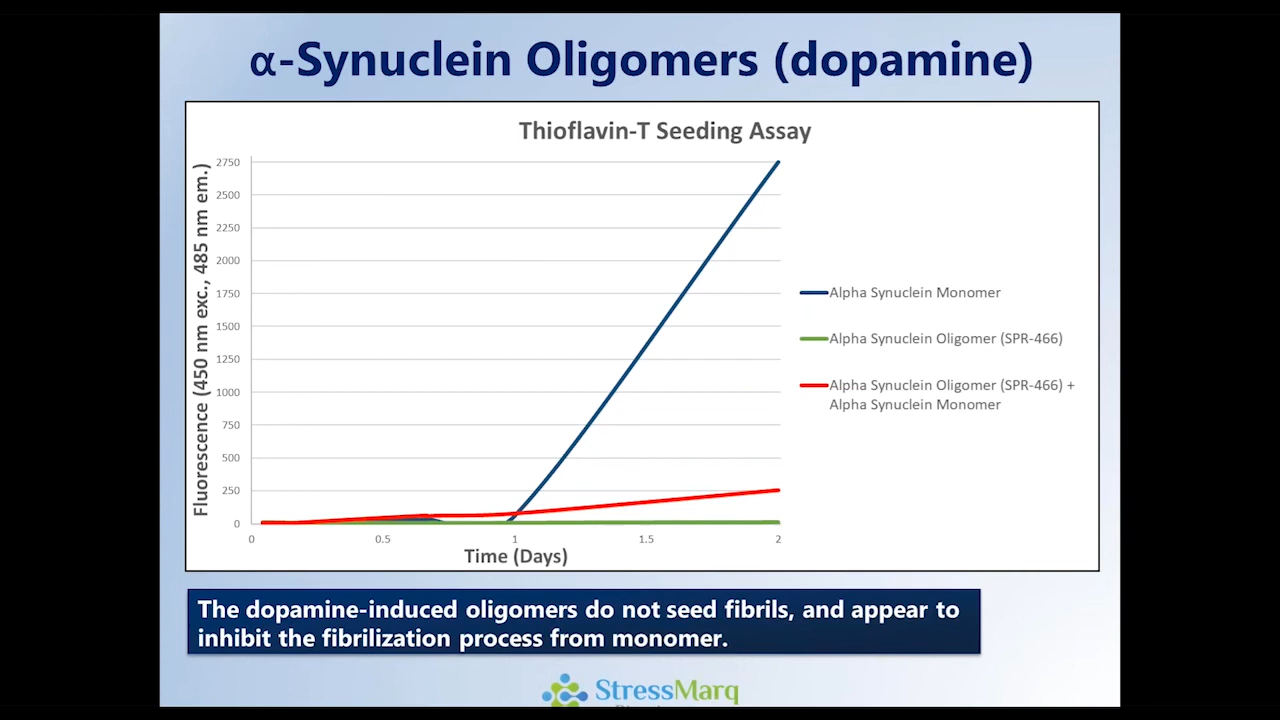 α-Synuclein Oligomers (dopamine)
Thioflavin-T Seeding Assay
Fluorescence (450 nm exc., 485 nm em.)
2750
2500
2250
2000
1750
1500
1250
1000
750
500
250
0
0 0.5 1 1.5 2
Time (Days)
Alpha Synuclein Monomer
Alpha Synuclein Oligomer (SPR-466)
Alpha Synuclein Oligomer (SPR-466) +
Alpha Synuclein Monomer
The dopamine-induced oligomers do not seed fibrils, and appear to
inhibit the fibrilization process from monomer.
StressMarq